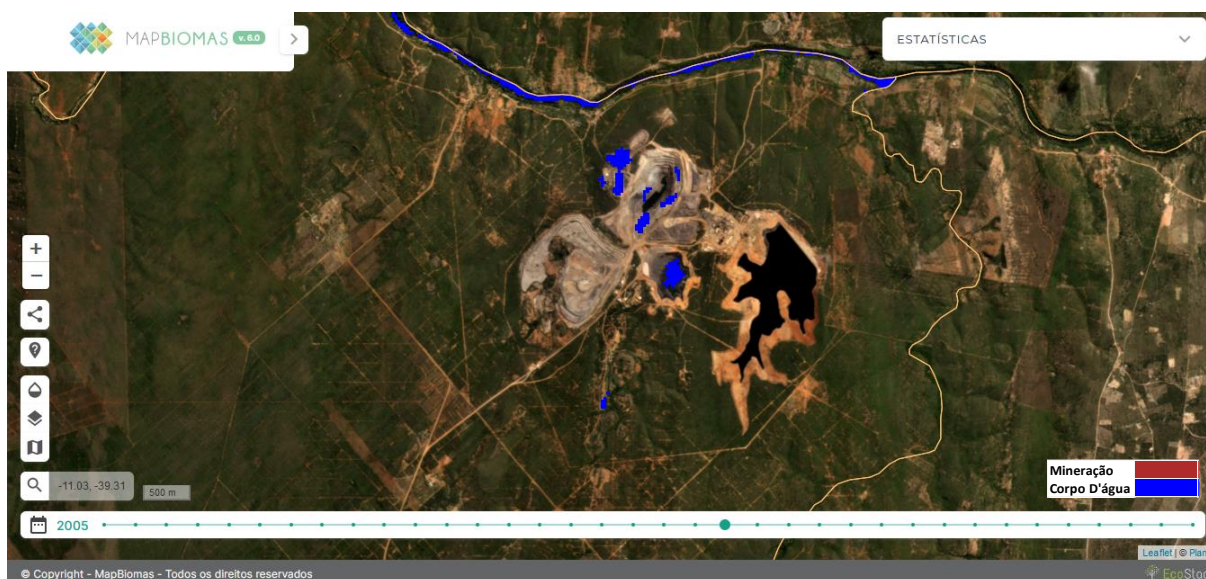 MAPBIOMAS v. 6.0
ESTATÍSTICAS
-11.03, -39.31
500 m
Mineração
Corpo D'água
2005
Leaflet | © Plan
© Copyright - MapBiomas - Todos os direitos reservados
EcoStor